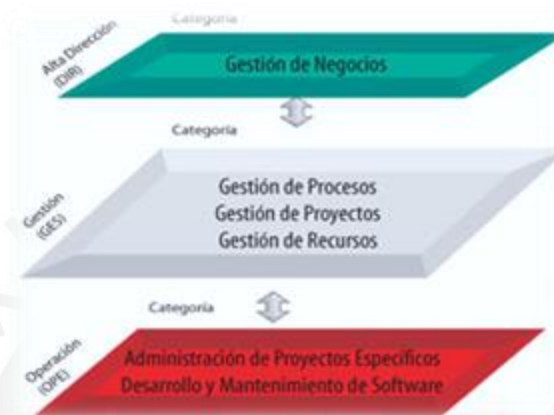 Categoría
Alta Dirección
(DIR)
Gestión de Negocios
Categoría
Gestión
(GES)
Gestión de Procesos
Gestión de Proyectos
Gestión de Recursos
Categoría
Operación
(OPE)
Administración de Proyectos Específicos
Desarrollo y Mantenimiento de Software